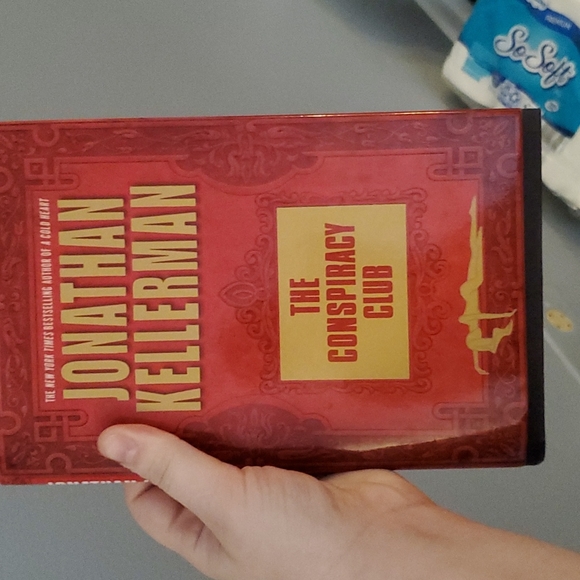 THE NEW YORK TIMES BESTSELLING AUTHOR OF A COLD HEART
JONATHAN
KELLERMAN
THE
CONSPIRACY
CLUB
So Soft